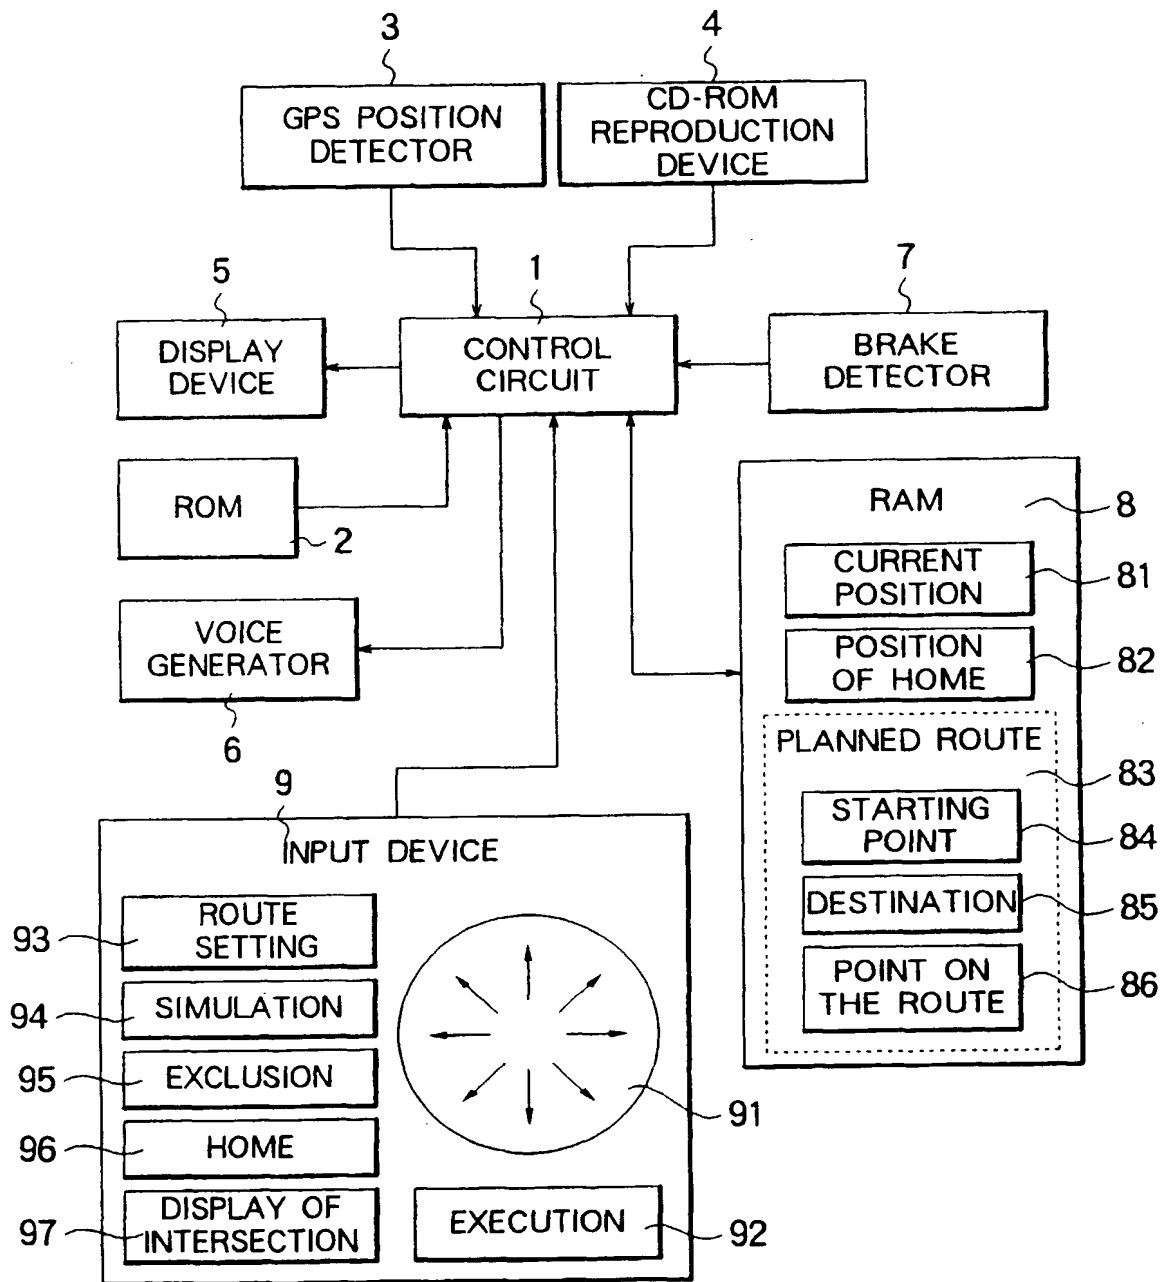 3
4
GPS POSITION
DETECTOR
CD-ROM
REPRODUCTION
DEVICE
5
1
7
DISPLAY
DEVICE
CONTROL
CIRCUIT
BRAKE
DETECTOR
ROM
2
VOICE
GENERATOR
6
RAM
8
CURRENT
POSITION
81
POSITION
OF HOME
82
PLANNED ROUTE
83
STARTING
POINT
84
DESTINATION
85
POINT ON
THE ROUTE
86
9
INPUT DEVICE
93
ROUTE
SETTING
94
SIMULATION
95
EXCLUSION
96
HOME
97
DISPLAY OF
INTERSECTION
91
EXECUTION
92